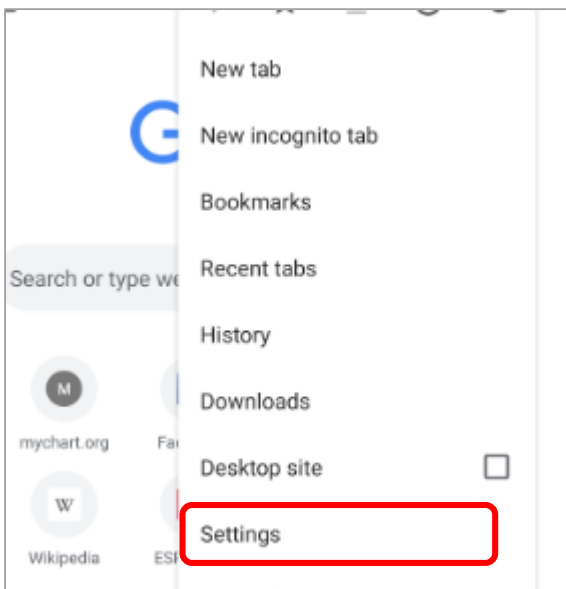 G
New tab
New incognito tab
Bookmarks
Search or type we
Recent tabs
History
M
Downloads
mychart.org
Fa
Desktop site
W
Settings
Wikipedia
ESP